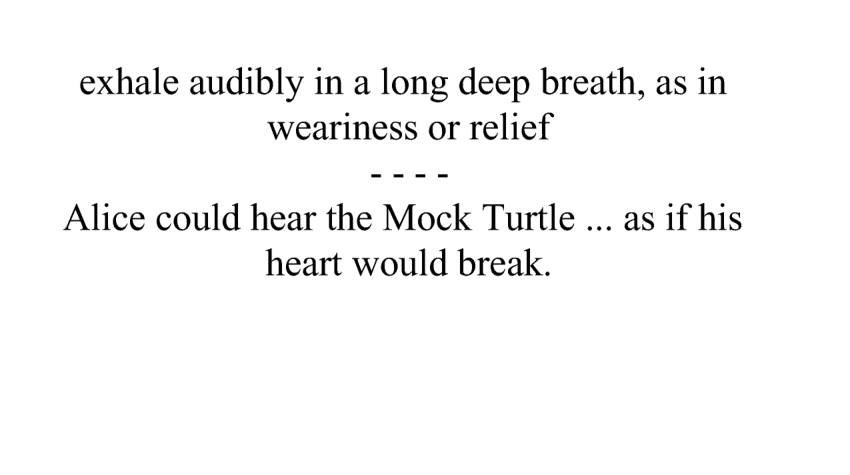 exhale audibly in a long deep breath, as in
weariness or relief
- - - -
Alice could hear the Mock Turtle ... as if his
heart would break.